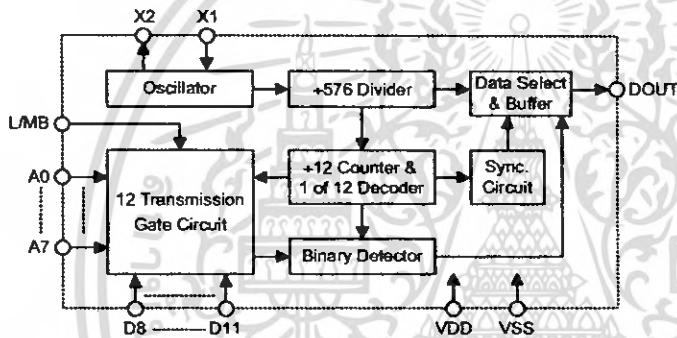 X2 X1
Oscillator
+576 Divider
Data Select
& Buffer
DOUT
L/MB
A0
12 Transmission
Gate Circuit
+12 Counter &
1 of 12 Decoder
Sync.
Circuit
A7
Binary Detector
D8 D11
VDD VSS